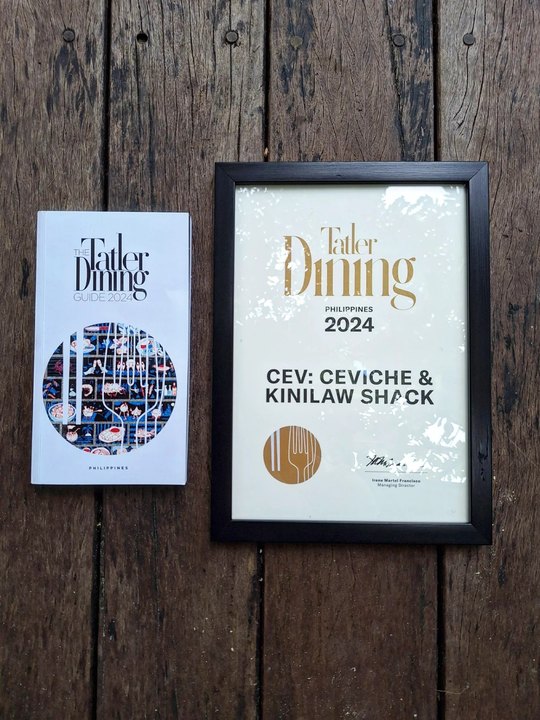 THE Tatler
Dining
GUIDE 2024
PHILIPPINES
Tatler
Dining
PHILIPPINES
2024
CEV: CEVICHE &
KINILAW SHACK
Irene Martel Francisco
Managing Director